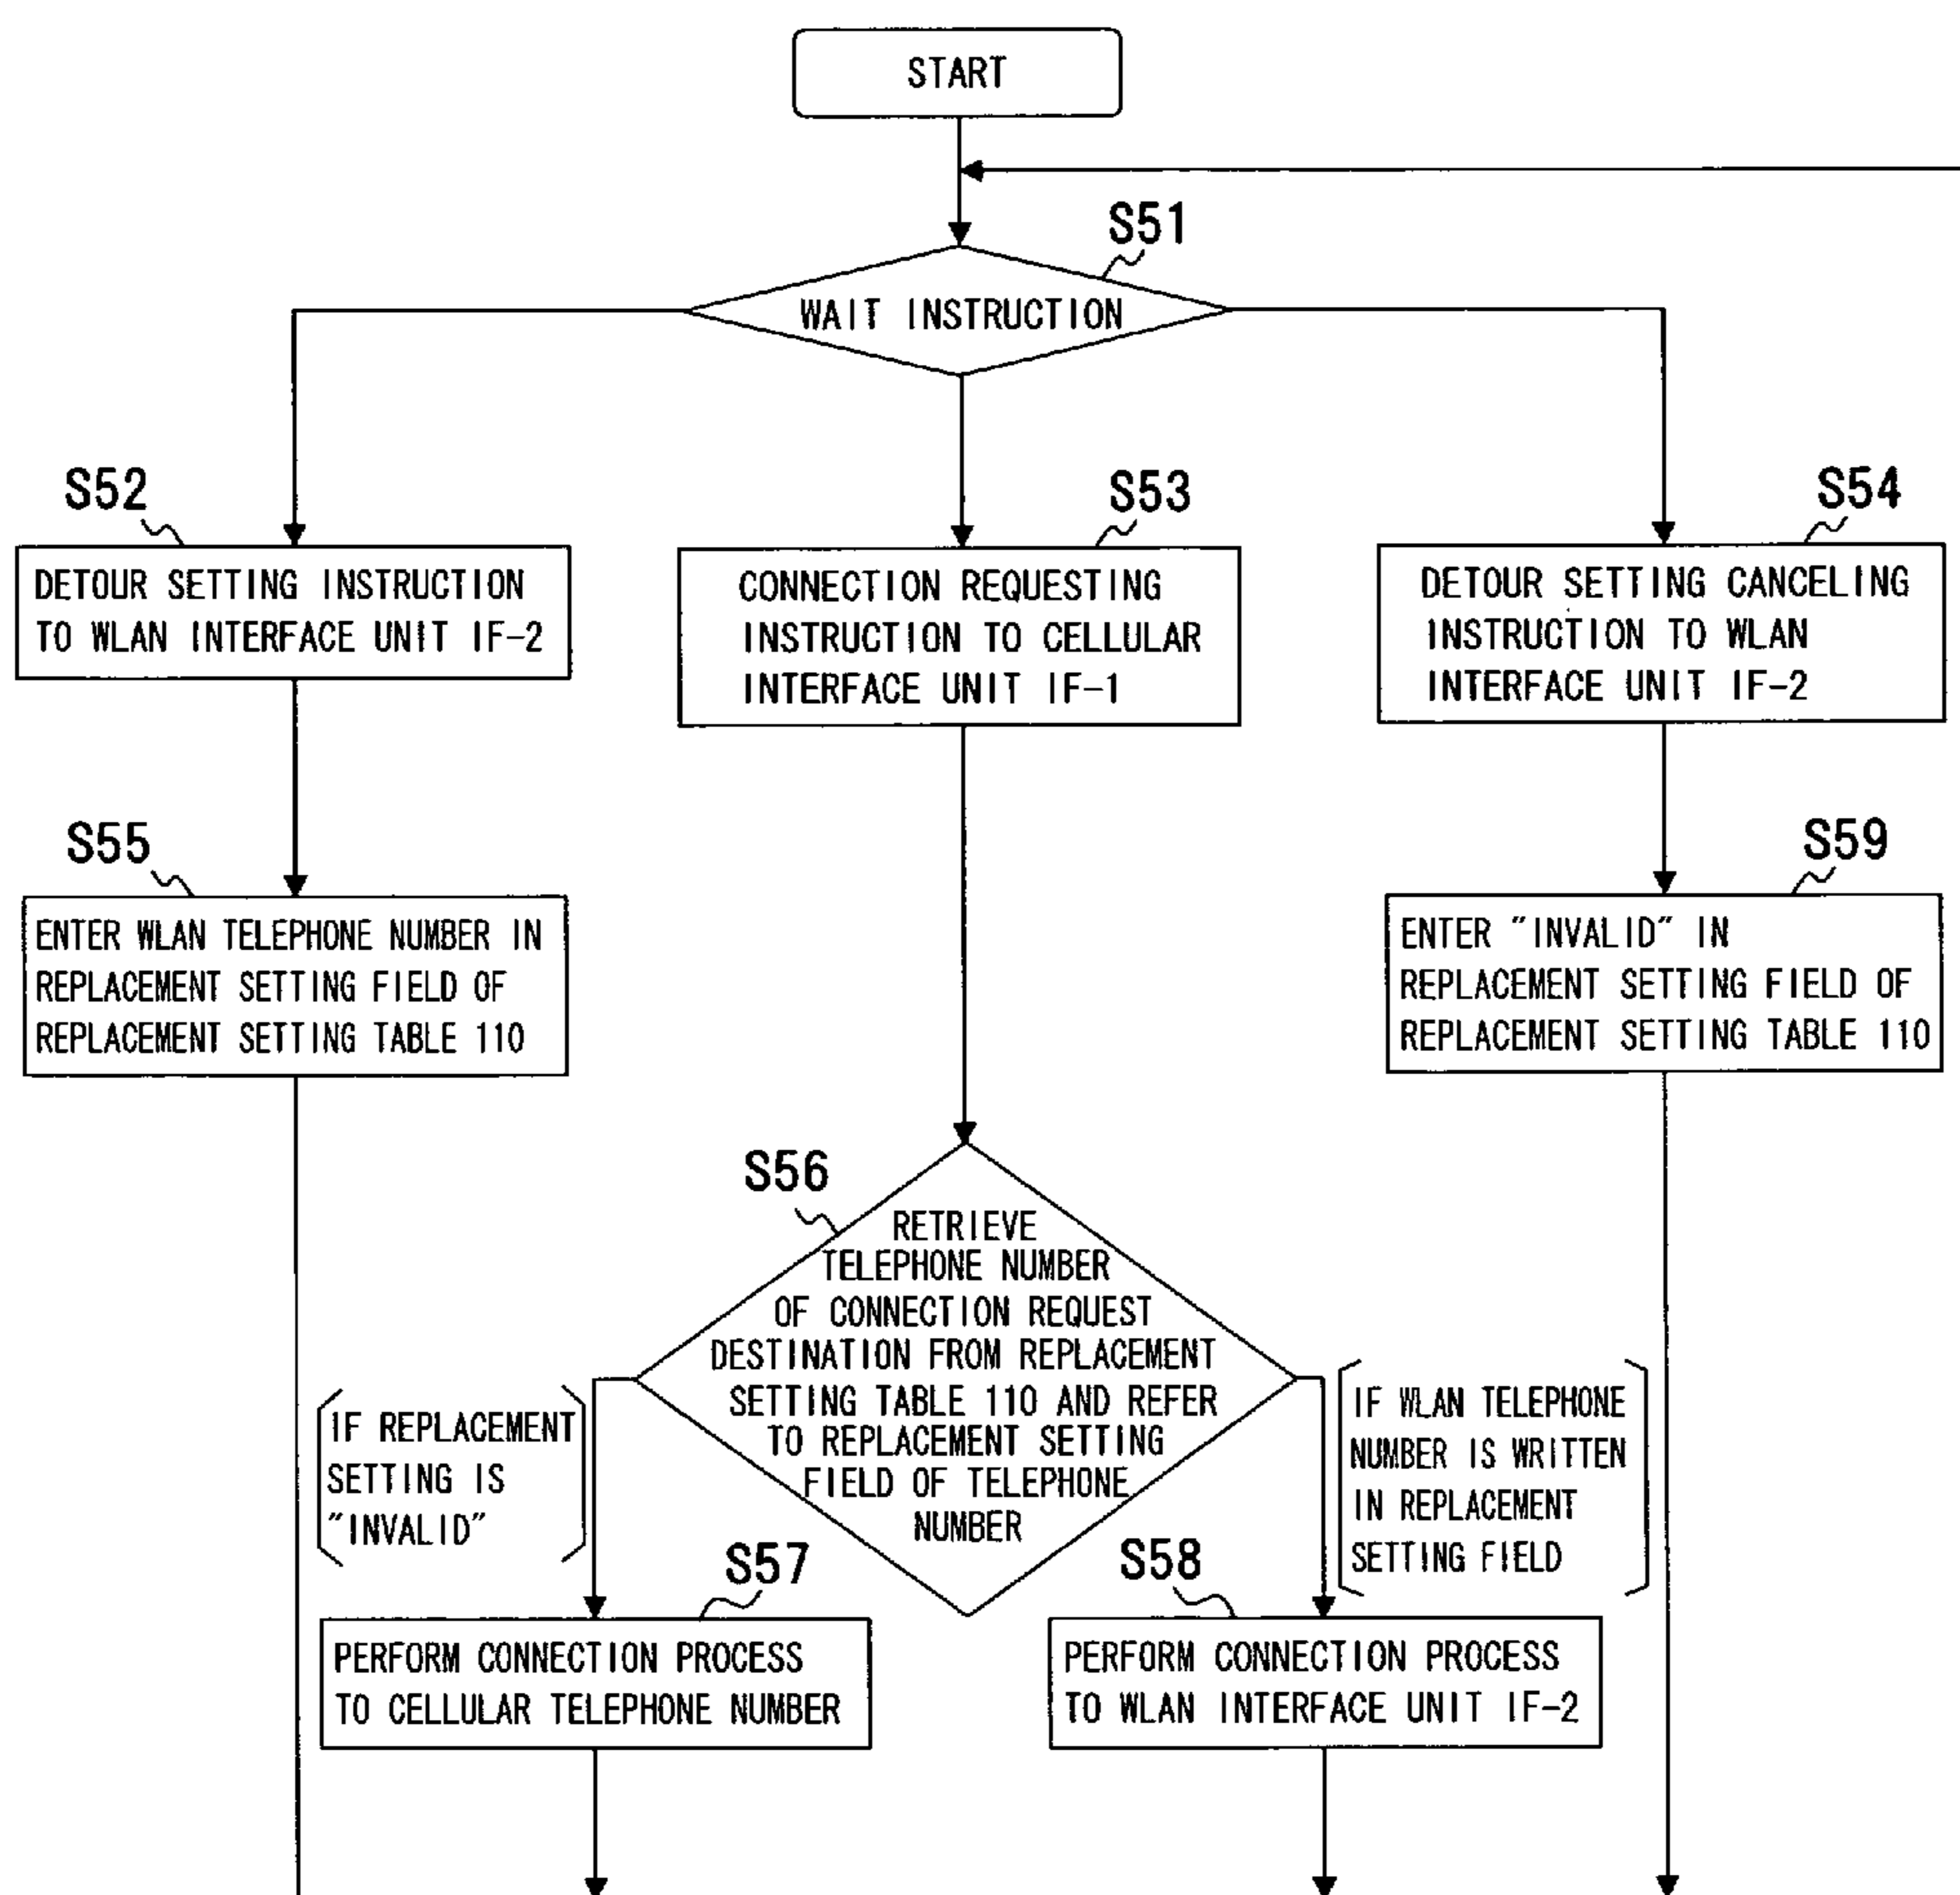 START
S51
WAIT INSTRUCTION
S52
DETOUR SETTING INSTRUCTION
TO WLAN INTERFACE UNIT IF-2
S53
CONNECTION REQUESTING
INSTRUCTION TO CELLULAR
INTERFACE UNIT IF-1
S54
DETOUR SETTING CANCELING
INSTRUCTION TO WLAN
INTERFACE UNIT IF-2
S55
ENTER WLAN TELEPHONE NUMBER IN
REPLACEMENT SETTING FIELD OF
REPLACEMENT SETTING TABLE 110
S59
ENTER "INVALID" IN
REPLACEMENT SETTING FIELD OF
REPLACEMENT SETTING TABLE 110
S56
RETRIEVE
TELEPHONE NUMBER
OF CONNECTION REQUEST
DESTINATION FROM REPLACEMENT
SETTING TABLE 110 AND REFER
TO REPLACEMENT SETTING
FIELD OF TELEPHONE
NUMBER
IF REPLACEMENT
SETTING IS
"INVALID"
IF WLAN TELEPHONE
NUMBER IS WRITTEN
IN REPLACEMENT
SETTING FIELD
S57
PERFORM CONNECTION PROCESS
TO CELLULAR TELEPHONE NUMBER
S58
PERFORM CONNECTION PROCESS
TO WLAN INTERFACE UNIT IF-2